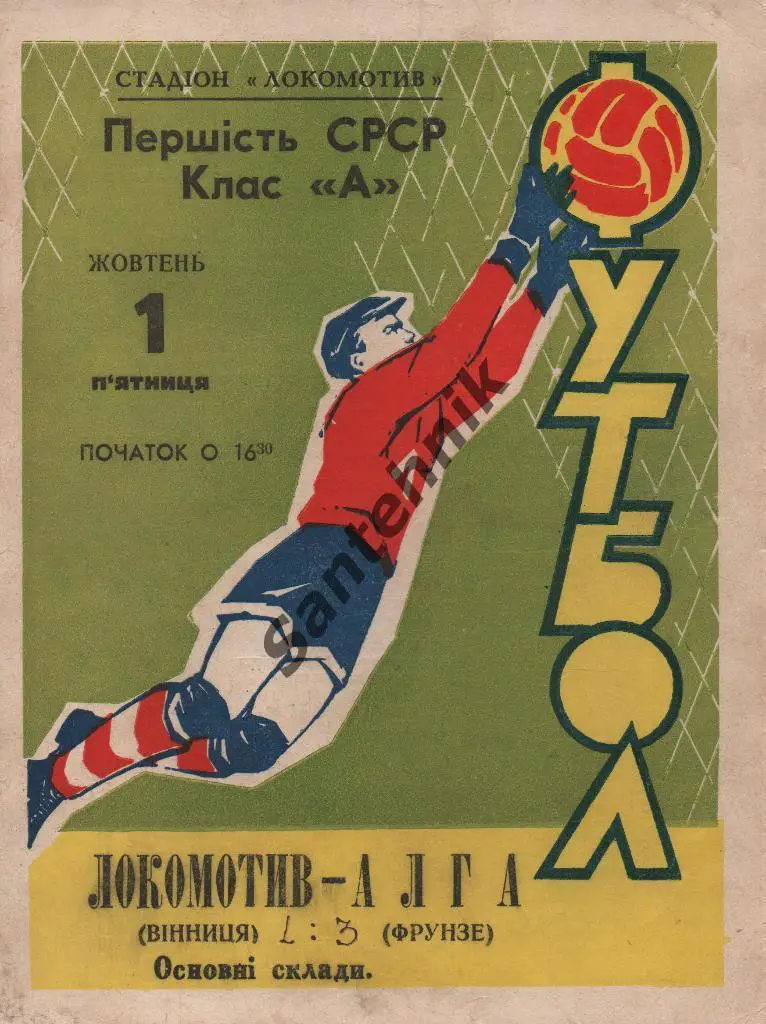 СТАДІОН «ЛОКОМОТИВ»
Першість СРСР
Клас «А»
ЖОВТЕНЬ
1
п'ятниця
ПОЧАТОК О 16³⁰
ФУТБОЛ
ЛОКОМОТИВ – АЛГА
(ВІННИЦЯ) 1 : 3 (ФРУНЗЕ)
Основні склади.
Santehnik